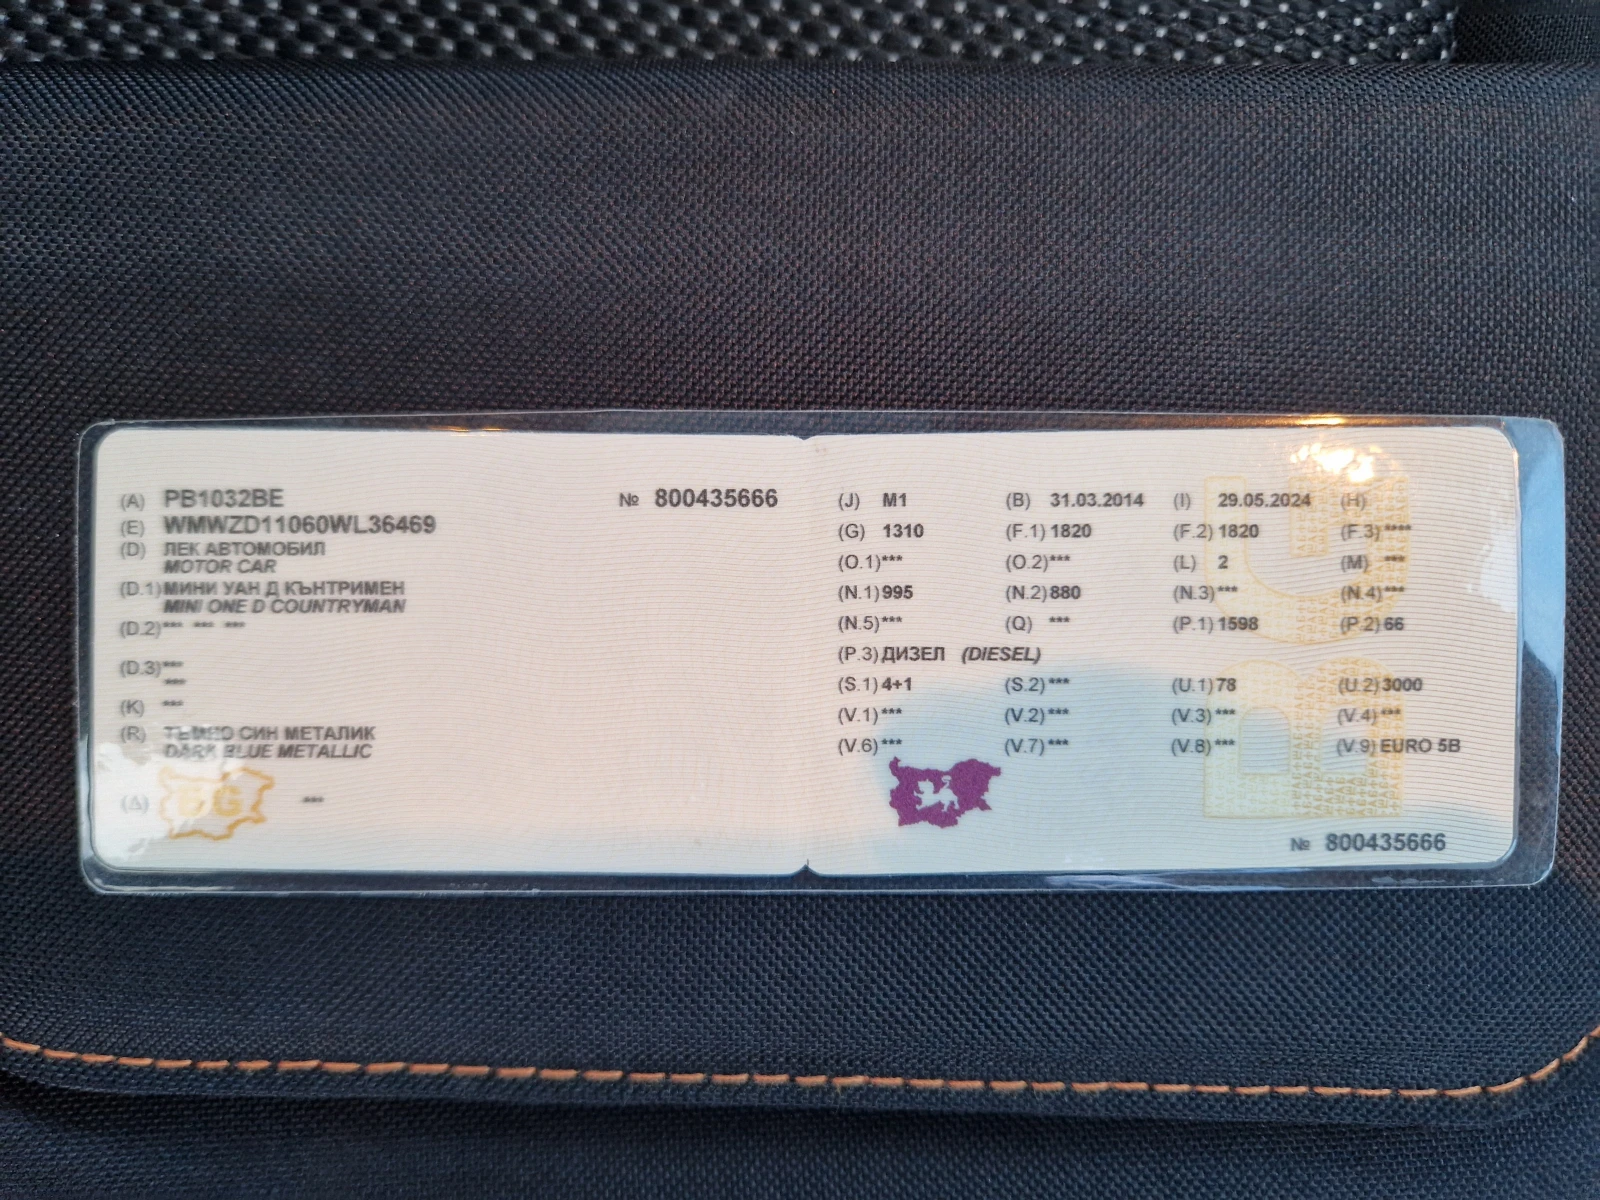 (A) PB1032BE № 800435666
(E) WMWZD11060WL36469
(D) ЛЕК АВТОМОБИЛ
MOTOR CAR
(D.1) МИНИ УАН Д КЪНТРИМЕН
MINI ONE D COUNTRYMAN
(D.2) *** *** ***
(D.3) ***
***
(K) ***
(R) ТЕМНО СИН МЕТАЛИК
DARK BLUE METALLIC
(Δ) BG ***
(J) M1 (B) 31.03.2014 (I) 29.05.2024 (H)
(G) 1310 (F.1) 1820 (F.2) 1820 (F.3) ****
(O.1) *** (O.2) *** (L) 2 (M) ***
(N.1) 995 (N.2) 880 (N.3) *** (N.4) ***
(N.5) *** (Q) *** (P.1) 1598 (P.2) 66
(P.3) ДИЗЕЛ (DIESEL)
(S.1) 4+1 (S.2) *** (U.1) 78 (U.2) 3000
(V.1) *** (V.2) *** (V.3) *** (V.4) ***
(V.6) *** (V.7) *** (V.8) *** (V.9) EURO 5B
№ 800435666